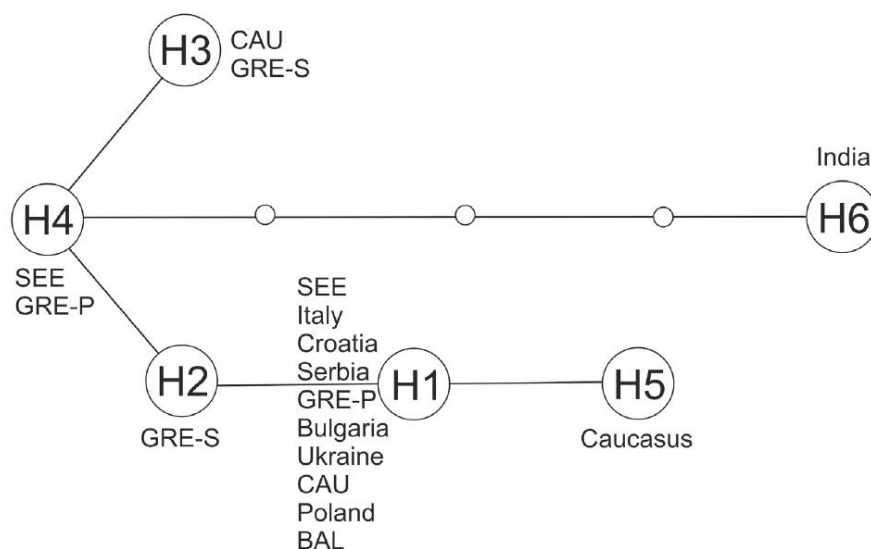 H3
CAU
GRE-S
India
H4
H6
SEE
GRE-P
SEE
Italy
Croatia
Serbia
GRE-P
Bulgaria
Ukraine
CAU
Poland
BAL
H2
GRE-S
H1
H5
Caucasus